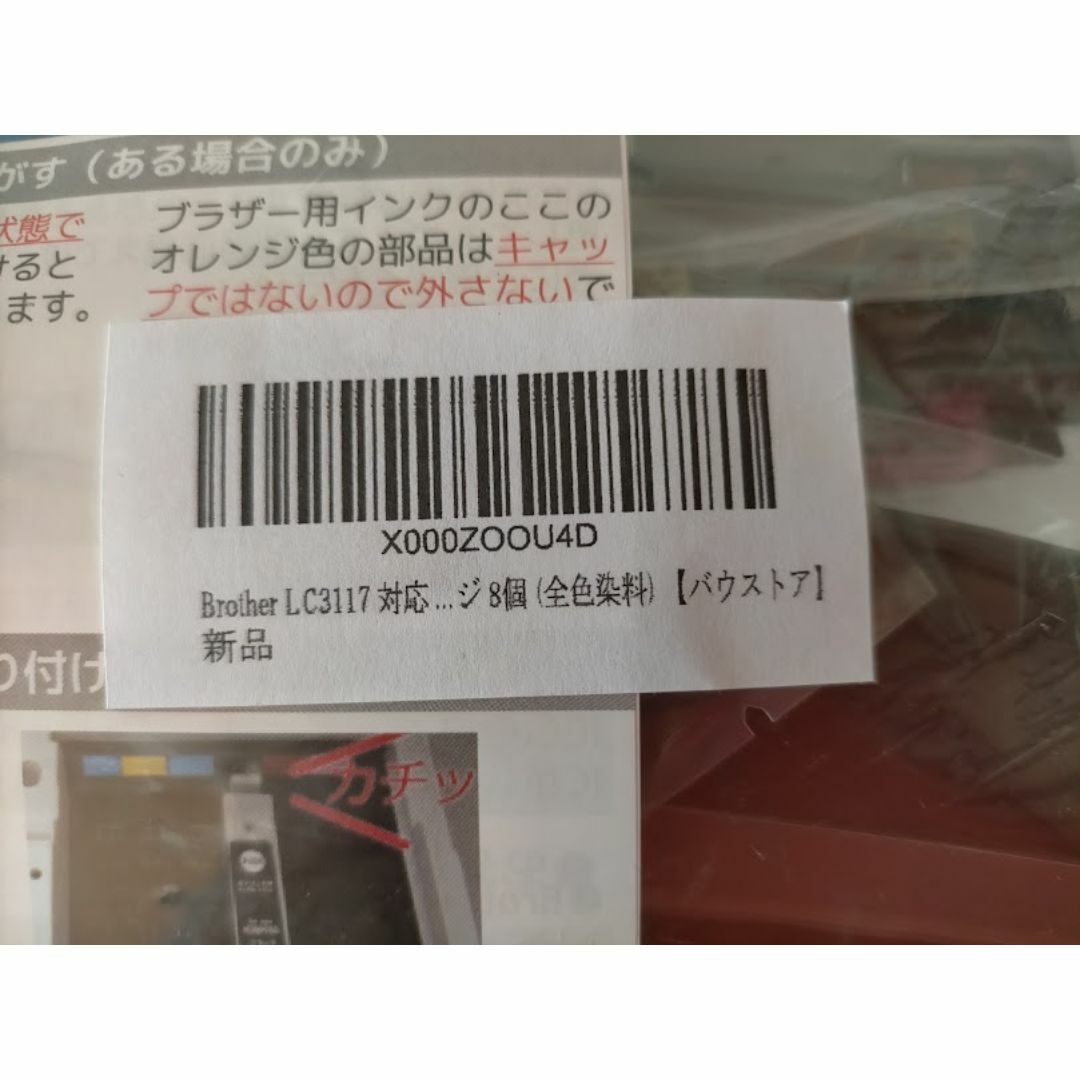 がす（ある場合のみ）
状態で
けると
ます。
ブラザー用インクのここの
オレンジ色の部品はキャッ
プではないので外さないで
X000ZOOU4D
Brother LC3117 対応 ... ジ 8個 (全色染料) 【バウストア】
新品
り付け
カチッ